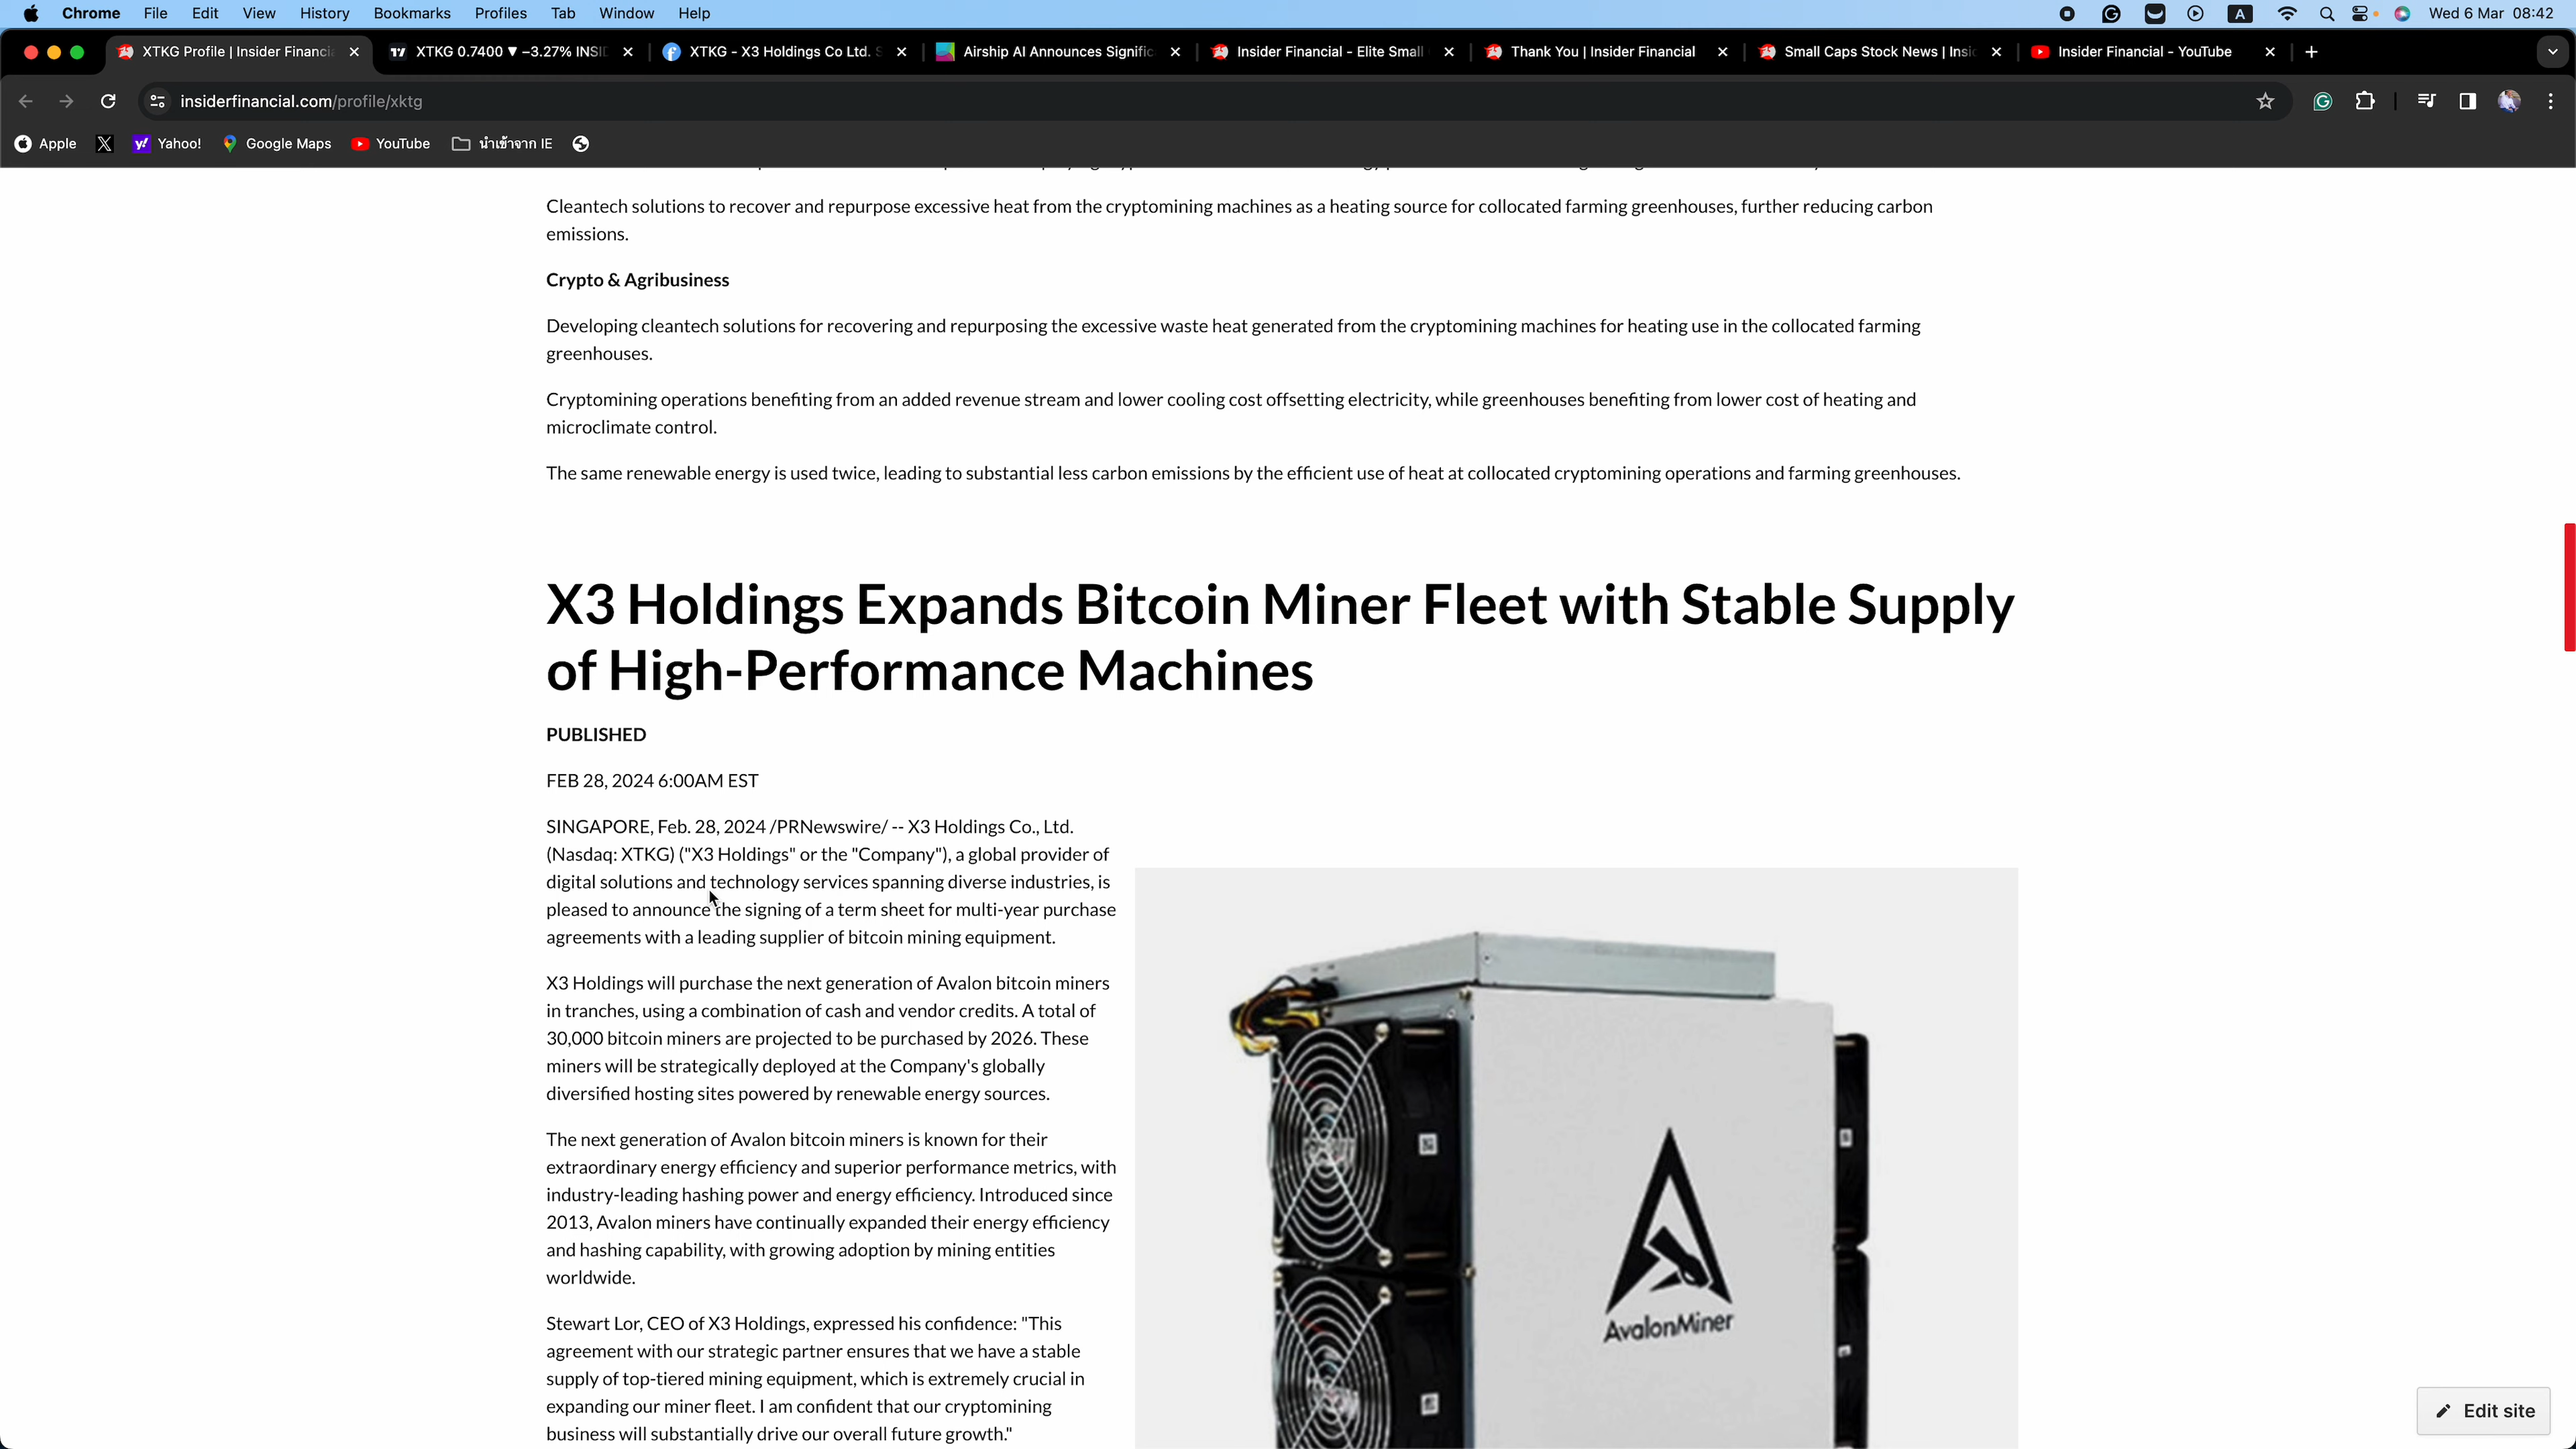 Chrome File Edit View History Bookmarks Profiles Tab Window Help A Wed 6 Mar 08:42
XTKG Profile | Insider Financi XTKG 0.7400 ▼ −3.27% INSI XTKG - X3 Holdings Co Ltd. S Airship AI Announces Signific Insider Financial - Elite Small Thank You | Insider Financial Small Caps Stock News | Insi Insider Financial - YouTube
insiderfinancial.com/profile/xktg
Apple Yahoo! Google Maps YouTube นำเข้าจาก IE
Cleantech solutions to recover and repurpose excessive heat from the cryptomining machines as a heating source for collocated farming greenhouses, further reducing carbon
emissions.
Crypto & Agribusiness
Developing cleantech solutions for recovering and repurposing the excessive waste heat generated from the cryptomining machines for heating use in the collocated farming
greenhouses.
Cryptomining operations benefiting from an added revenue stream and lower cooling cost offsetting electricity, while greenhouses benefiting from lower cost of heating and
microclimate control.
The same renewable energy is used twice, leading to substantial less carbon emissions by the efficient use of heat at collocated cryptomining operations and farming greenhouses.
X3 Holdings Expands Bitcoin Miner Fleet with Stable Supply
of High-Performance Machines
PUBLISHED
FEB 28, 2024 6:00AM EST
SINGAPORE, Feb. 28, 2024 /PRNewswire/ -- X3 Holdings Co., Ltd.
(Nasdaq: XTKG) ("X3 Holdings" or the "Company"), a global provider of
digital solutions and technology services spanning diverse industries, is
pleased to announce the signing of a term sheet for multi-year purchase
agreements with a leading supplier of bitcoin mining equipment.
X3 Holdings will purchase the next generation of Avalon bitcoin miners
in tranches, using a combination of cash and vendor credits. A total of
30,000 bitcoin miners are projected to be purchased by 2026. These
miners will be strategically deployed at the Company's globally
diversified hosting sites powered by renewable energy sources.
The next generation of Avalon bitcoin miners is known for their
extraordinary energy efficiency and superior performance metrics, with
industry-leading hashing power and energy efficiency. Introduced since
2013, Avalon miners have continually expanded their energy efficiency
and hashing capability, with growing adoption by mining entities
worldwide.
Stewart Lor, CEO of X3 Holdings, expressed his confidence: "This
agreement with our strategic partner ensures that we have a stable
supply of top-tiered mining equipment, which is extremely crucial in
expanding our miner fleet. I am confident that our cryptomining
business will substantially drive our overall future growth."
AvalonMiner
Edit site